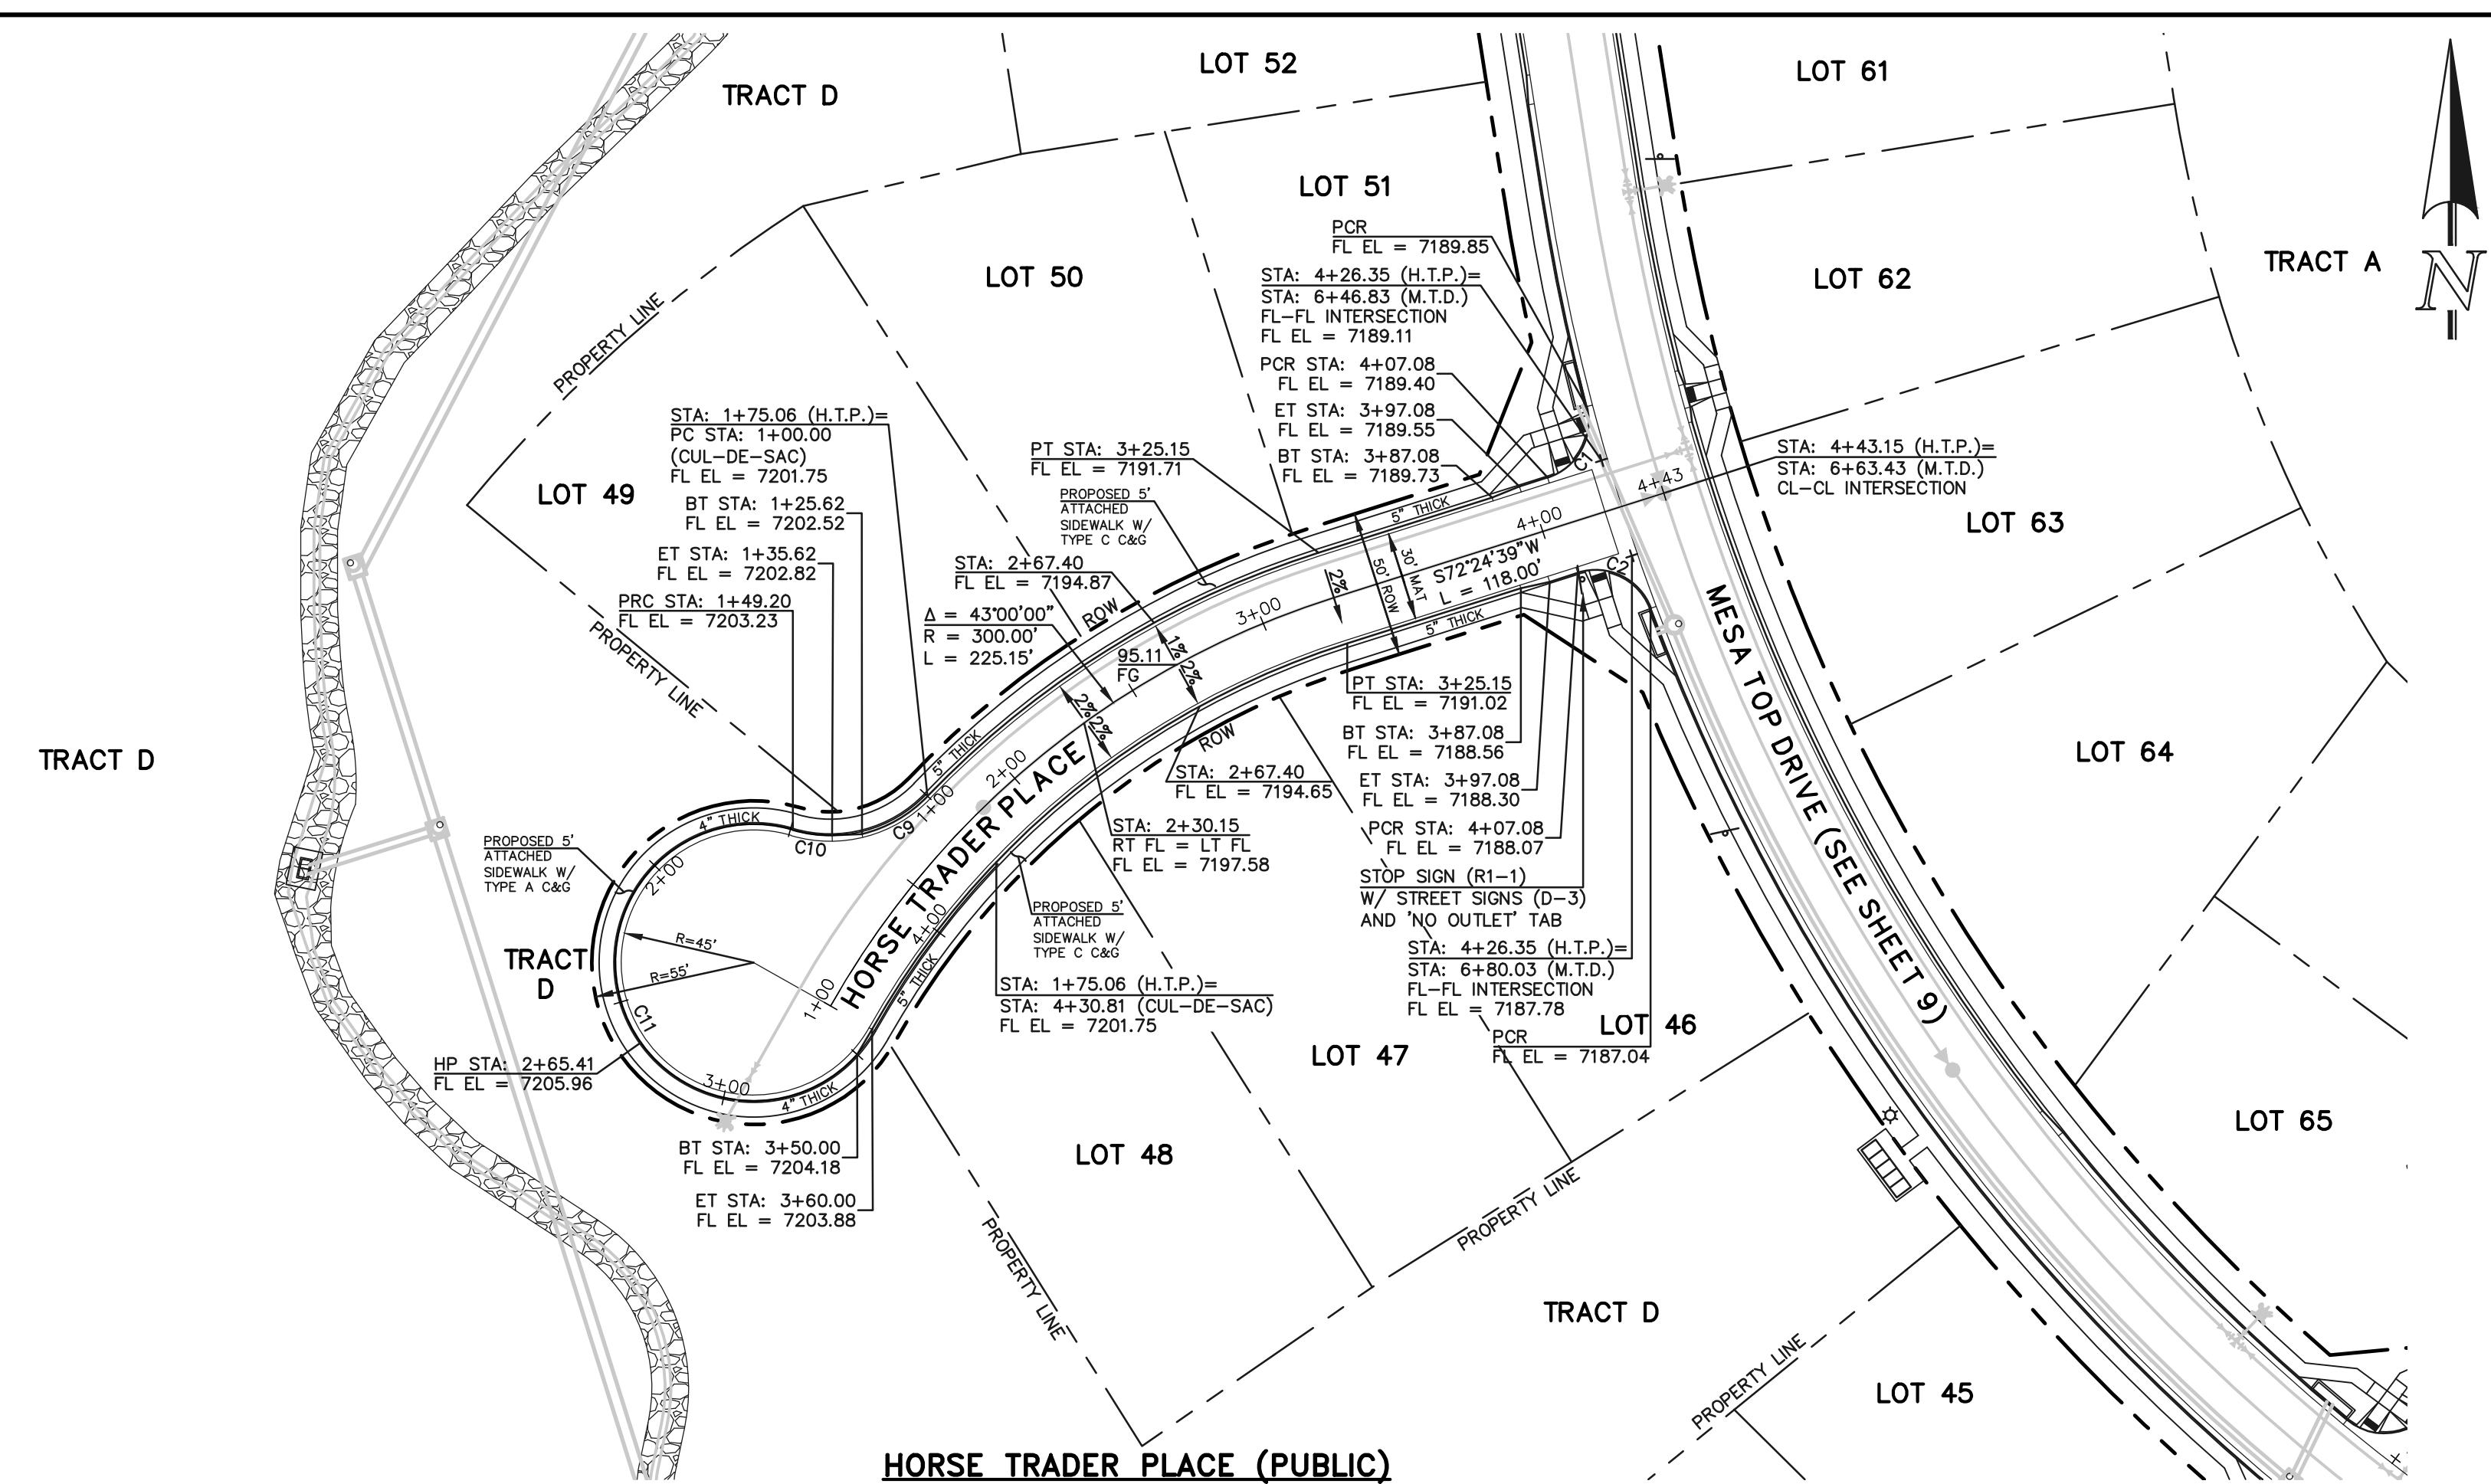 LOT 52
LOT 61
TRACT D
LOT 51
PCR
FL EL = 7189.85
STA: 4+26.35 (H.T.P.)=
STA: 6+46.83 (M.T.D.)
FL-FL INTERSECTION
FL EL = 7189.11
PCR STA: 4+07.08
FL EL = 7189.40
ET STA: 3+97.08
FL EL = 7189.55
BT STA: 3+87.08
FL EL = 7189.73
LOT 50
LOT 62
TRACT A
N
PROPERTY LINE
STA: 1+75.06 (H.T.P.)=
PC STA: 1+00.00
(CUL-DE-SAC)
FL EL = 7201.75
BT STA: 1+25.62
FL EL = 7202.52
ET STA: 1+35.62
FL EL = 7202.82
PRC STA: 1+49.20
FL EL = 7203.23
LOT 49
PROPERTY LINE
PT STA: 3+25.15
FL EL = 7191.71
PROPOSED 5'
ATTACHED
SIDEWALK W/
TYPE C C&G
STA: 2+67.40
FL EL = 7194.87
Δ = 43°00'00"
R = 300.00'
L = 225.15'
ROW
95.11
FG
1%
2%
2%
2%
2%
3+00
4+00
4+43
5" THICK
C1
C2
30' MAT
50' ROW
S72°24'39"W
L = 118.00'
5" THICK
STA: 4+43.15 (H.T.P.)=
STA: 6+63.43 (M.T.D.)
CL-CL INTERSECTION
LOT 63
MESA TOP DRIVE (SEE SHEET 9)
LOT 64
TRACT D
PT STA: 3+25.15
FL EL = 7191.02
BT STA: 3+87.08
FL EL = 7188.56
ET STA: 3+97.08
FL EL = 7188.30
PCR STA: 4+07.08
FL EL = 7188.07
STOP SIGN (R1-1)
W/ STREET SIGNS (D-3)
AND 'NO OUTLET' TAB
STA: 4+26.35 (H.T.P.)=
STA: 6+80.03 (M.T.D.)
FL-FL INTERSECTION
FL EL = 7187.78
PCR
FL EL = 7187.04
LOT 46
ROW
STA: 2+67.40
FL EL = 7194.65
STA: 2+30.15
RT FL = LT FL
FL EL = 7197.58
5" THICK
2+00
1+00
C9
C10
4" THICK
HORSE TRADER PLACE
PROPOSED 5'
ATTACHED
SIDEWALK W/
TYPE A C&G
2+00
4+00
PROPOSED 5'
ATTACHED
SIDEWALK W/
TYPE C C&G
R=45'
R=55'
TRACT
D
1+00
5" THICK
C11
STA: 1+75.06 (H.T.P.)=
STA: 4+30.81 (CUL-DE-SAC)
FL EL = 7201.75
HP STA: 2+65.41
FL EL = 7205.96
3+00
4" THICK
LOT 47
LOT 65
BT STA: 3+50.00
FL EL = 7204.18
ET STA: 3+60.00
FL EL = 7203.88
LOT 48
PROPERTY LINE
PROPERTY LINE
TRACT D
PROPERTY LINE
LOT 45
E
HORSE TRADER PLACE (PUBLIC)